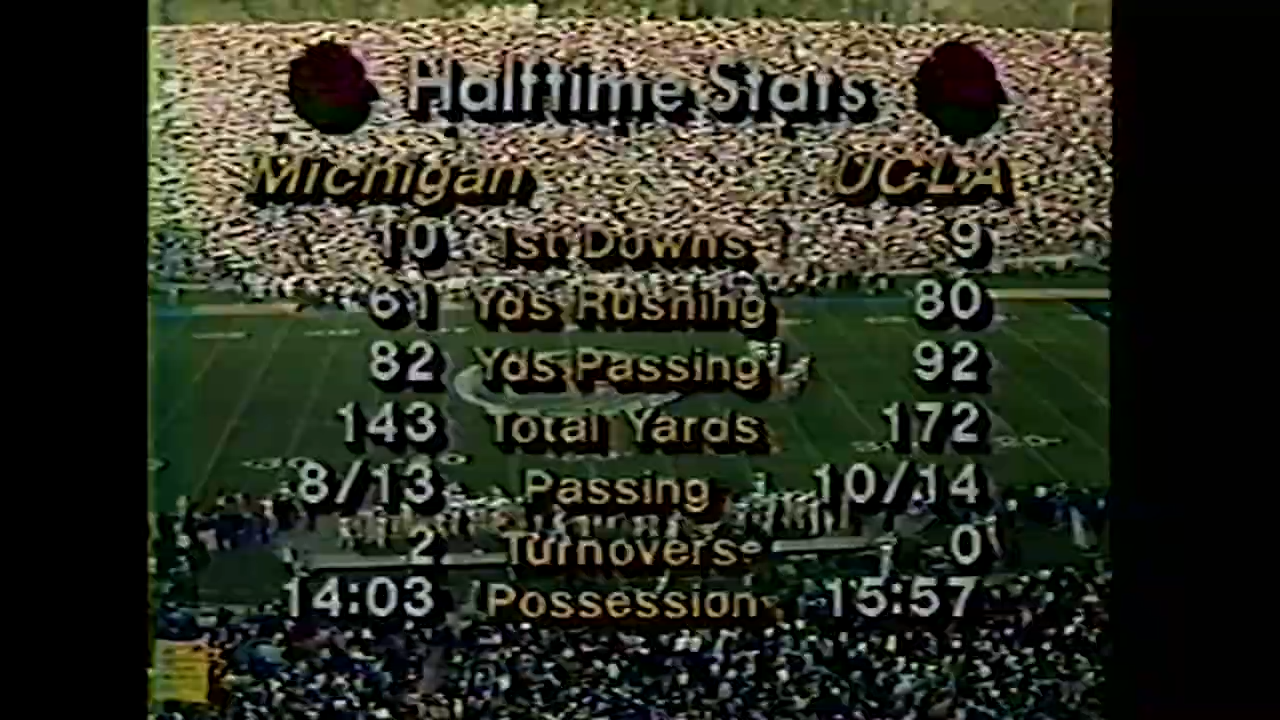 Halftime Stats
Michigan UCLA
10 1st Downs 9
61 Yds Rushing 80
82 Yds Passing 92
143 Total Yards 172
8/13 Passing 10/14
2 Turnovers 0
14:03 Possession 15:57